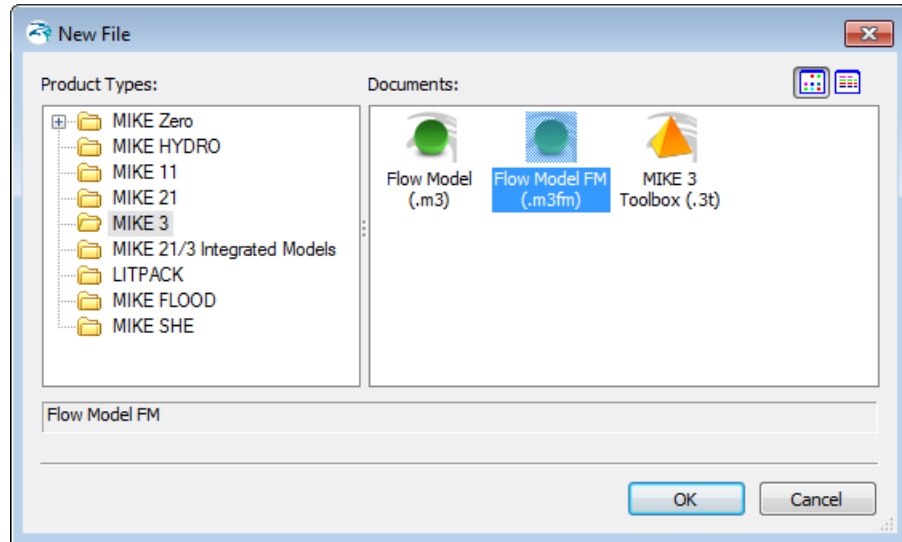 New File
Product Types:
Documents:
MIKE Zero
MIKE HYDRO
MIKE 11
MIKE 21
MIKE 3
MIKE 21/3 Integrated Models
LITPACK
MIKE FLOOD
MIKE SHE
Flow Model
(.m3)
Flow Model FM
(.m3fm)
MIKE 3
Toolbox (.3t)
Flow Model FM
OK
Cancel